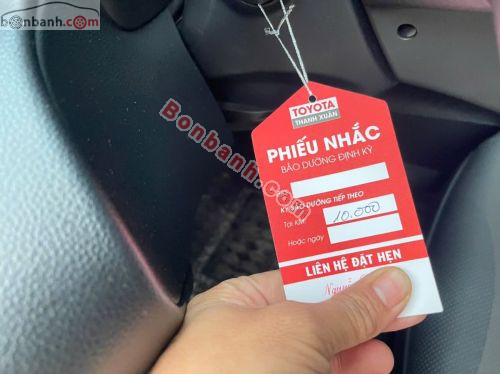 bonbanh.com
TOYOTA
THANH XUÂN
PHIẾU NHẮC
BẢO DƯỠNG ĐỊNH KỲ
KỲ BẢO DƯỠNG TIẾP THEO
Tại KM: 10.000
Hoặc ngày
LIÊN HỆ ĐẶT HẸN
Bonbanh.com